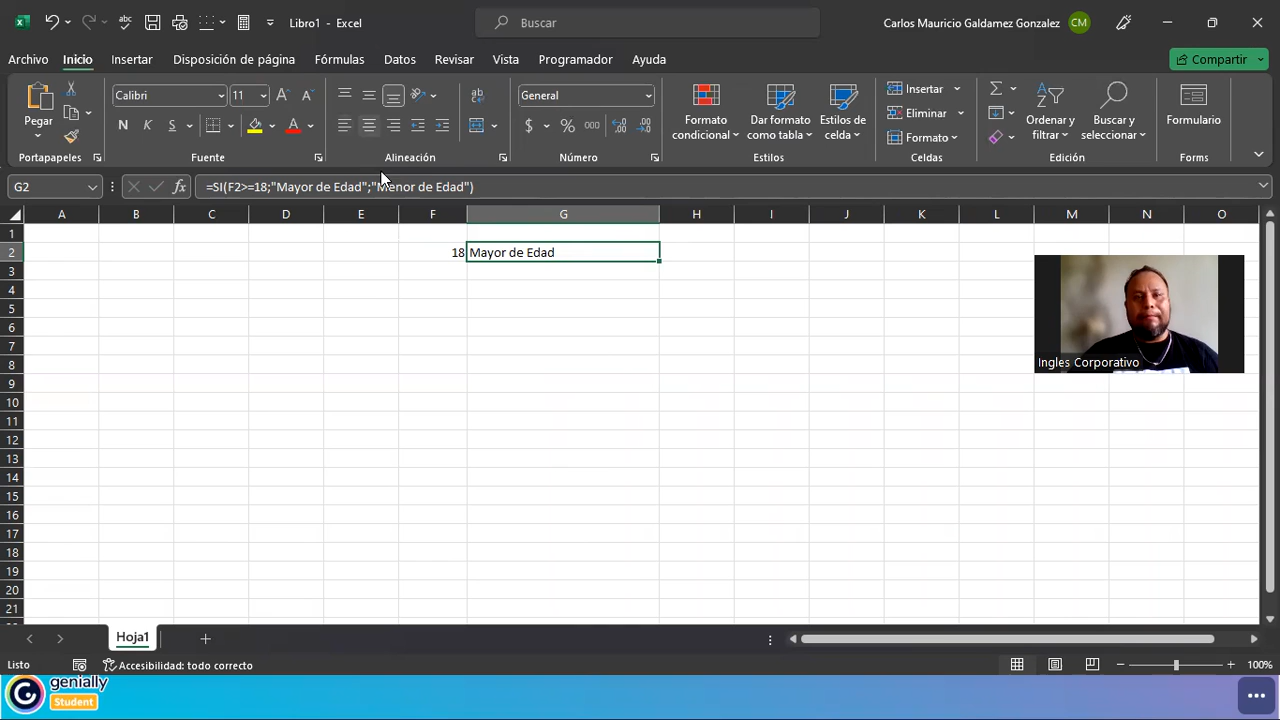 Libro1 - Excel
Buscar
Carlos Mauricio Galdamez Gonzalez
CM
Archivo
Inicio
Insertar
Disposición de página
Fórmulas
Datos
Revisar
Vista
Programador
Ayuda
Compartir
Pegar
Portapapeles
Calibri
11
N
K
S
Fuente
Alineación
General
$
%
000
Número
Formato condicional
Dar formato como tabla
Estilos de celda
Estilos
Insertar
Eliminar
Formato
Celdas
Ordenar y filtrar
Buscar y seleccionar
Edición
Formulario
Forms
G2
fx
=SI(F2>=18;"Mayor de Edad";"Menor de Edad")
A B C D E F G H I J K L M N O
1
2 18 Mayor de Edad
3
4
5
6
7
8
9
10
11
12
13
14
15
16
17
18
19
20
21
Ingles Corporativo
Hoja1
Listo
Accesibilidad: todo correcto
100%
genially
Student